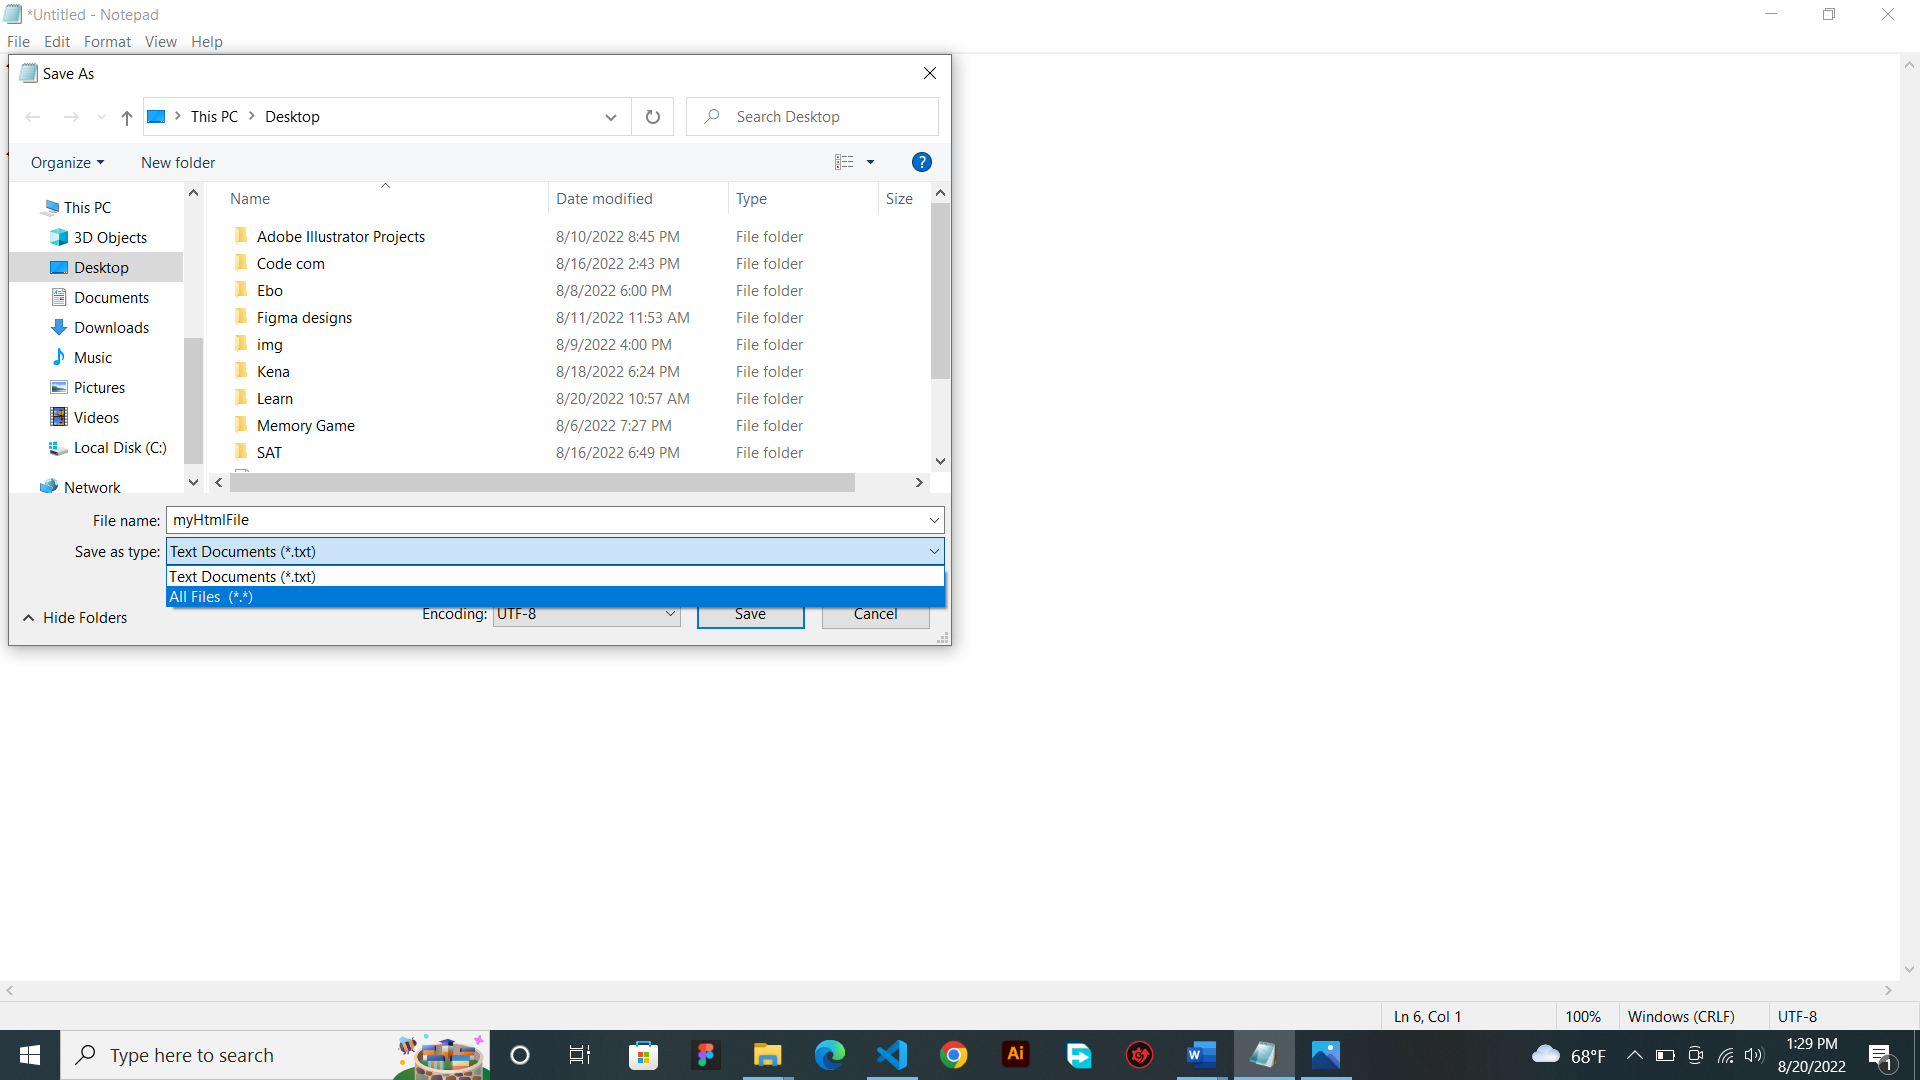 *Untitled - Notepad
File Edit Format View Help
Save As
This PC Desktop
Search Desktop
Organize New folder
?
This PC
3D Objects
Desktop
Documents
Downloads
Music
Pictures
Videos
Local Disk (C:)
Network
Name Date modified Type Size
Adobe Illustrator Projects 8/10/2022 8:45 PM File folder
Code com 8/16/2022 2:43 PM File folder
Ebo 8/8/2022 6:00 PM File folder
Figma designs 8/11/2022 11:53 AM File folder
img 8/9/2022 4:00 PM File folder
Kena 8/18/2022 6:24 PM File folder
Learn 8/20/2022 10:57 AM File folder
Memory Game 8/6/2022 7:27 PM File folder
SAT 8/16/2022 6:49 PM File folder
File name: myHtmlFile
Save as type: Text Documents (*.txt)
Text Documents (*.txt)
All Files (*.*)
Hide Folders
Encoding: UTF-8 Save Cancel
Ln 6, Col 1 100% Windows (CRLF) UTF-8
Type here to search
Ai
W
68°F
1:29 PM
8/20/2022
1